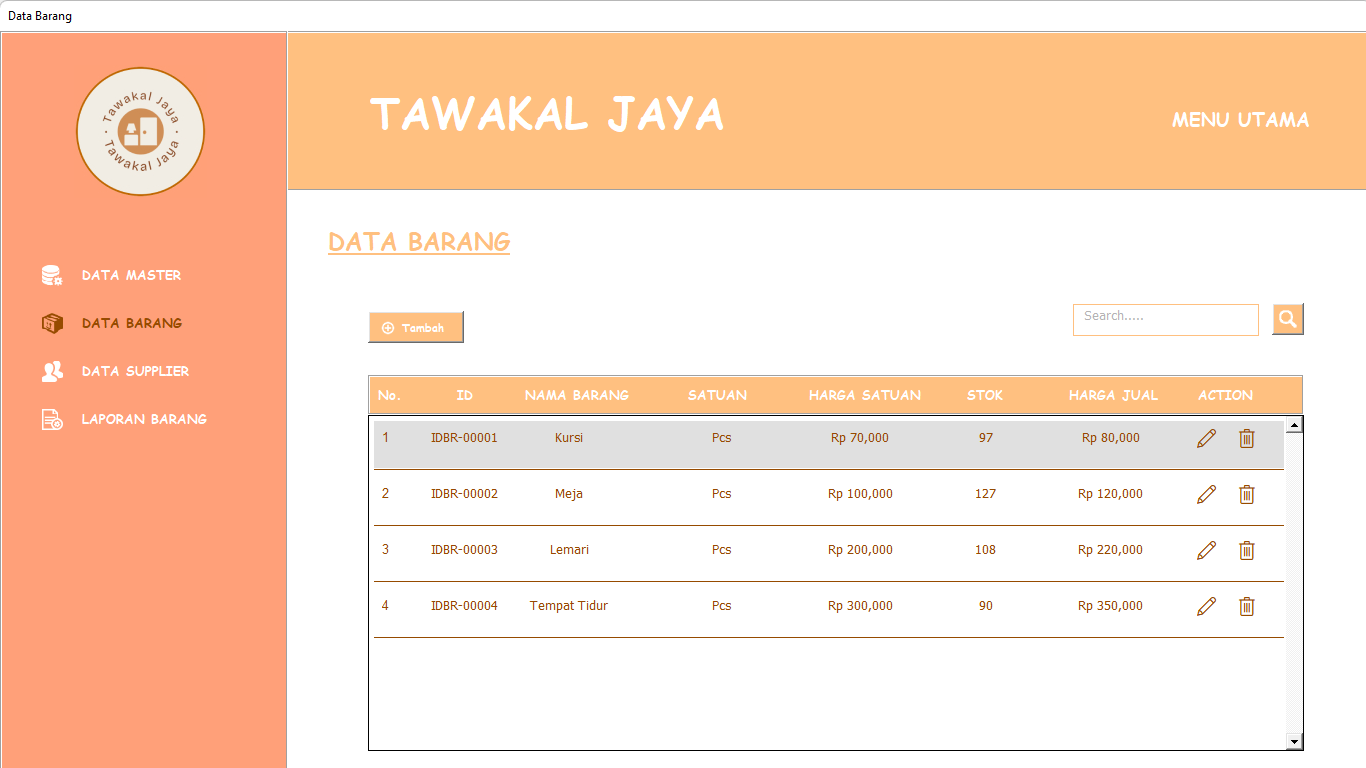 Data Barang
Tawakal Jaya
Tawakal Jaya
TAWAKAL JAYA
MENU UTAMA
DATA MASTER
DATA BARANG
DATA SUPPLIER
LAPORAN BARANG
DATA BARANG
Tambah
Search.....
No. ID NAMA BARANG SATUAN HARGA SATUAN STOK HARGA JUAL ACTION
1 IDBR-00001 Kursi Pcs Rp 70,000 97 Rp 80,000
2 IDBR-00002 Meja Pcs Rp 100,000 127 Rp 120,000
3 IDBR-00003 Lemari Pcs Rp 200,000 108 Rp 220,000
4 IDBR-00004 Tempat Tidur Pcs Rp 300,000 90 Rp 350,000